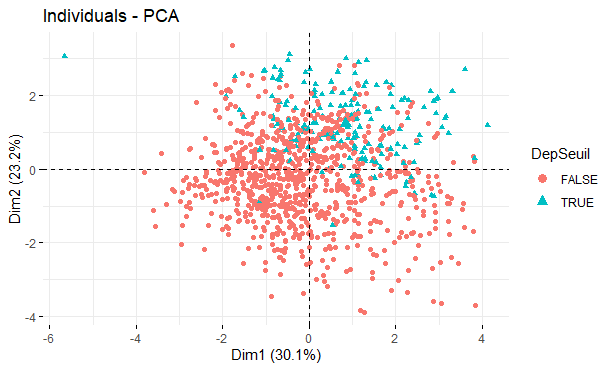 Individuals - PCA
2
0
-2
-4
Dim2 (23.2%)
-6
-4
-2
0
2
4
Dim1 (30.1%)
DepSeuil
FALSE
TRUE